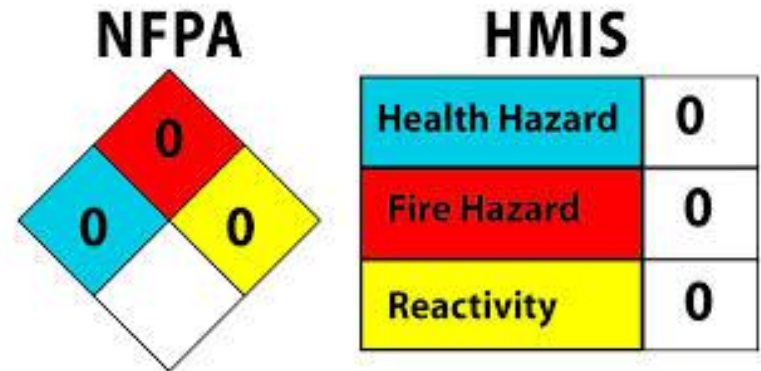 NFPA
0
0 0
HMIS
Health Hazard 0
Fire Hazard 0
Reactivity 0